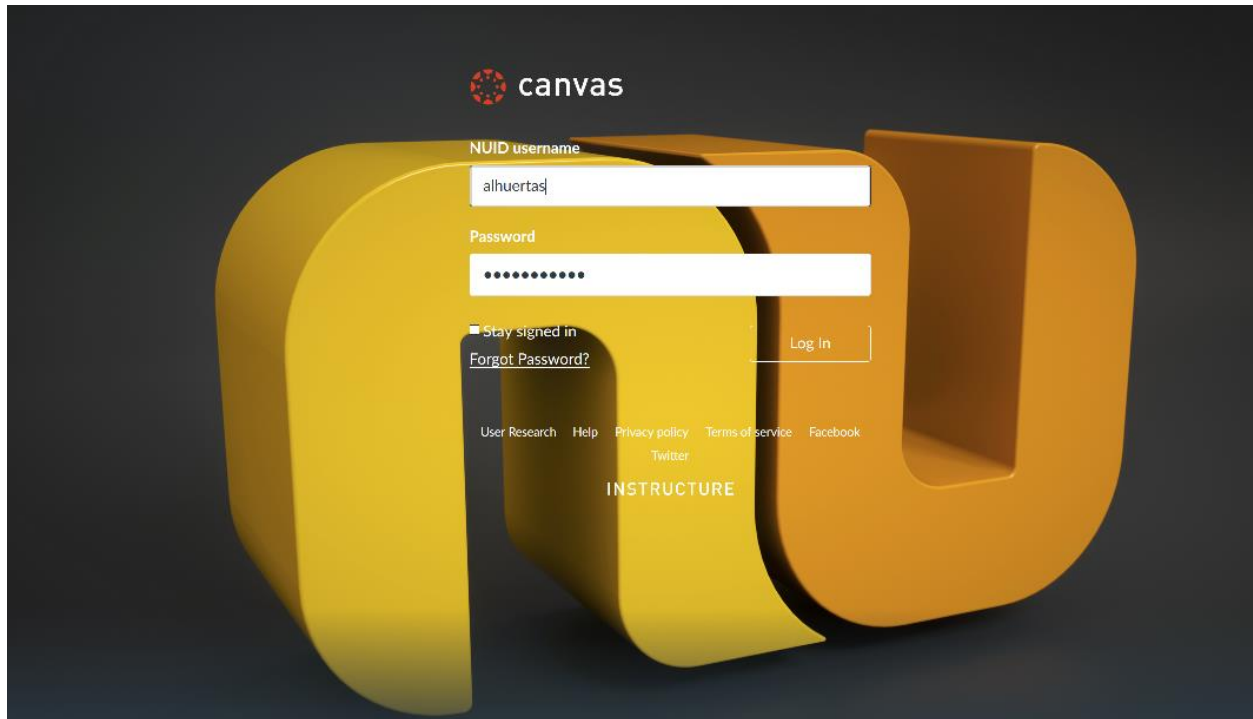 canvas
NUID username
alhuertas
Password
•••••••••••
Stay signed in
Log In
Forgot Password?
User Research Help Privacy policy Terms of service Facebook
Twitter
INSTRUCTURE
nu